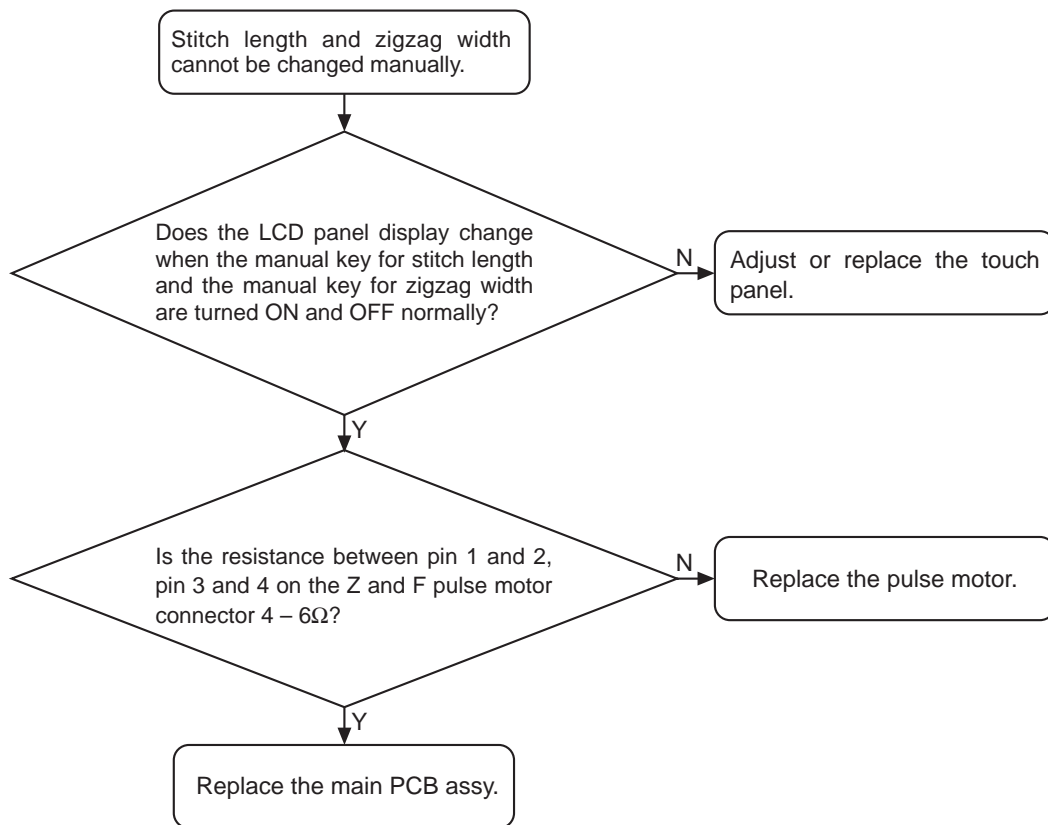 Stitch length and zigzag width
cannot be changed manually.
Does the LCD panel display change
when the manual key for stitch length
and the manual key for zigzag width
are turned ON and OFF normally?
N
Adjust or replace the touch
panel.
Y
Is the resistance between pin 1 and 2,
pin 3 and 4 on the Z and F pulse motor
connector 4 – 6Ω?
N
Replace the pulse motor.
Y
Replace the main PCB assy.